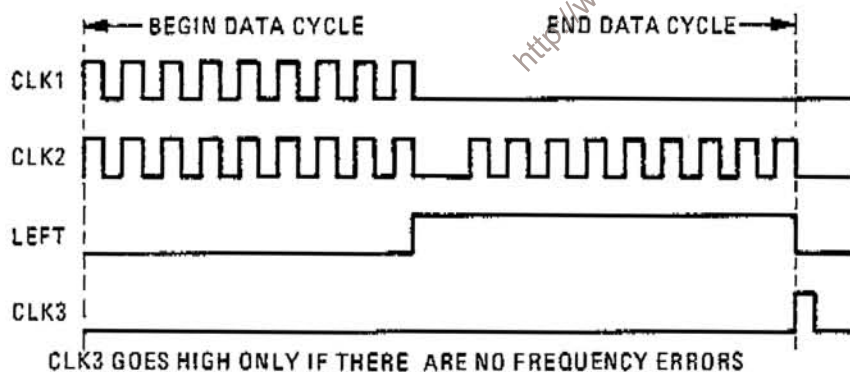 BEGIN DATA CYCLE
END DATA CYCLE
CLK1
CLK2
LEFT
CLK3
CLK3 GOES HIGH ONLY IF THERE ARE NO FREQUENCY ERRORS
http://w